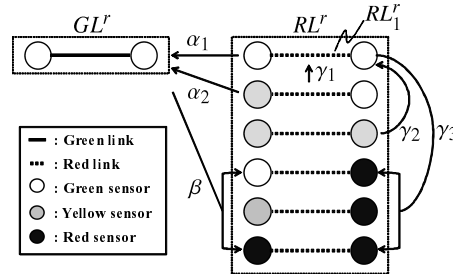 GL^r
RL^r
RL_1^r
α_1
γ_1
α_2
γ_2
γ_3
β
: Green link
: Red link
: Green sensor
: Yellow sensor
: Red sensor